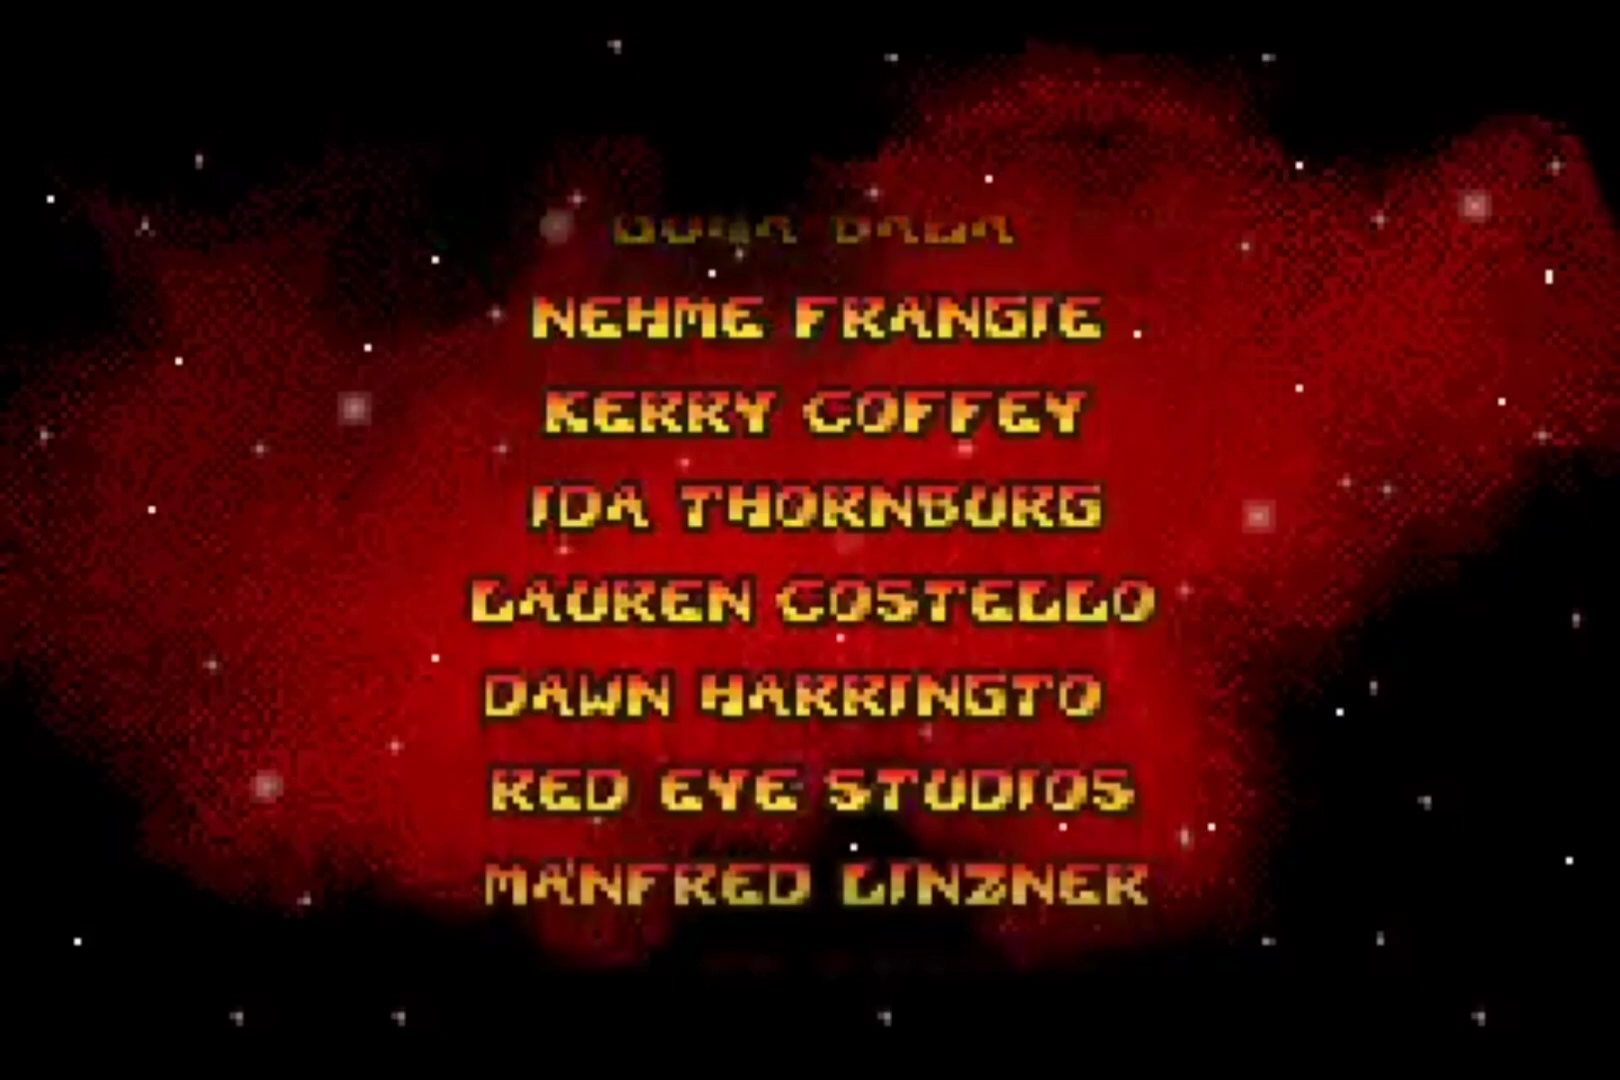 NEHME FRANGIE
KERRY COFFEY
IDA THORNBURG
LAUREN COSTELLO
DAWN HARRINGTO
RED EYE STUDIOS
MANFRED LINZNER